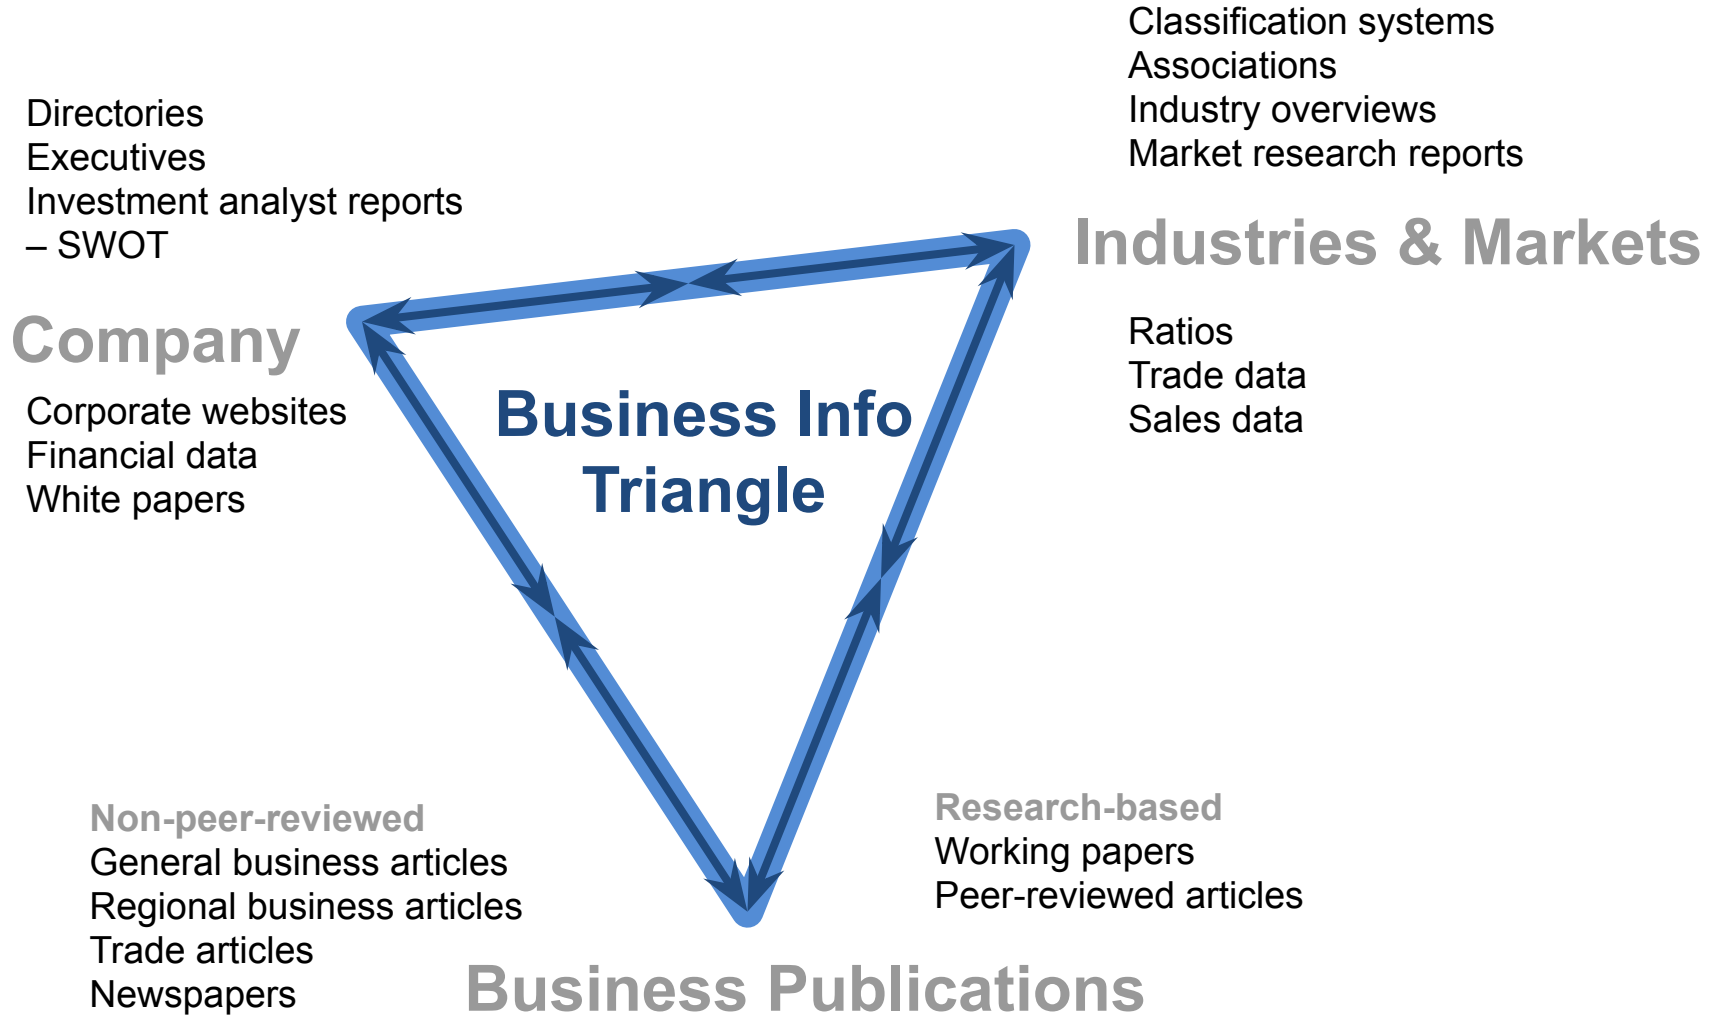 Classification systems
Associations
Industry overviews
Market research reports
Industries & Markets
Ratios
Trade data
Sales data
Directories
Executives
Investment analyst reports
– SWOT
Company
Corporate websites
Financial data
White papers
Business Info
Triangle
Non-peer-reviewed
General business articles
Regional business articles
Trade articles
Newspapers
Research-based
Working papers
Peer-reviewed articles
Business Publications